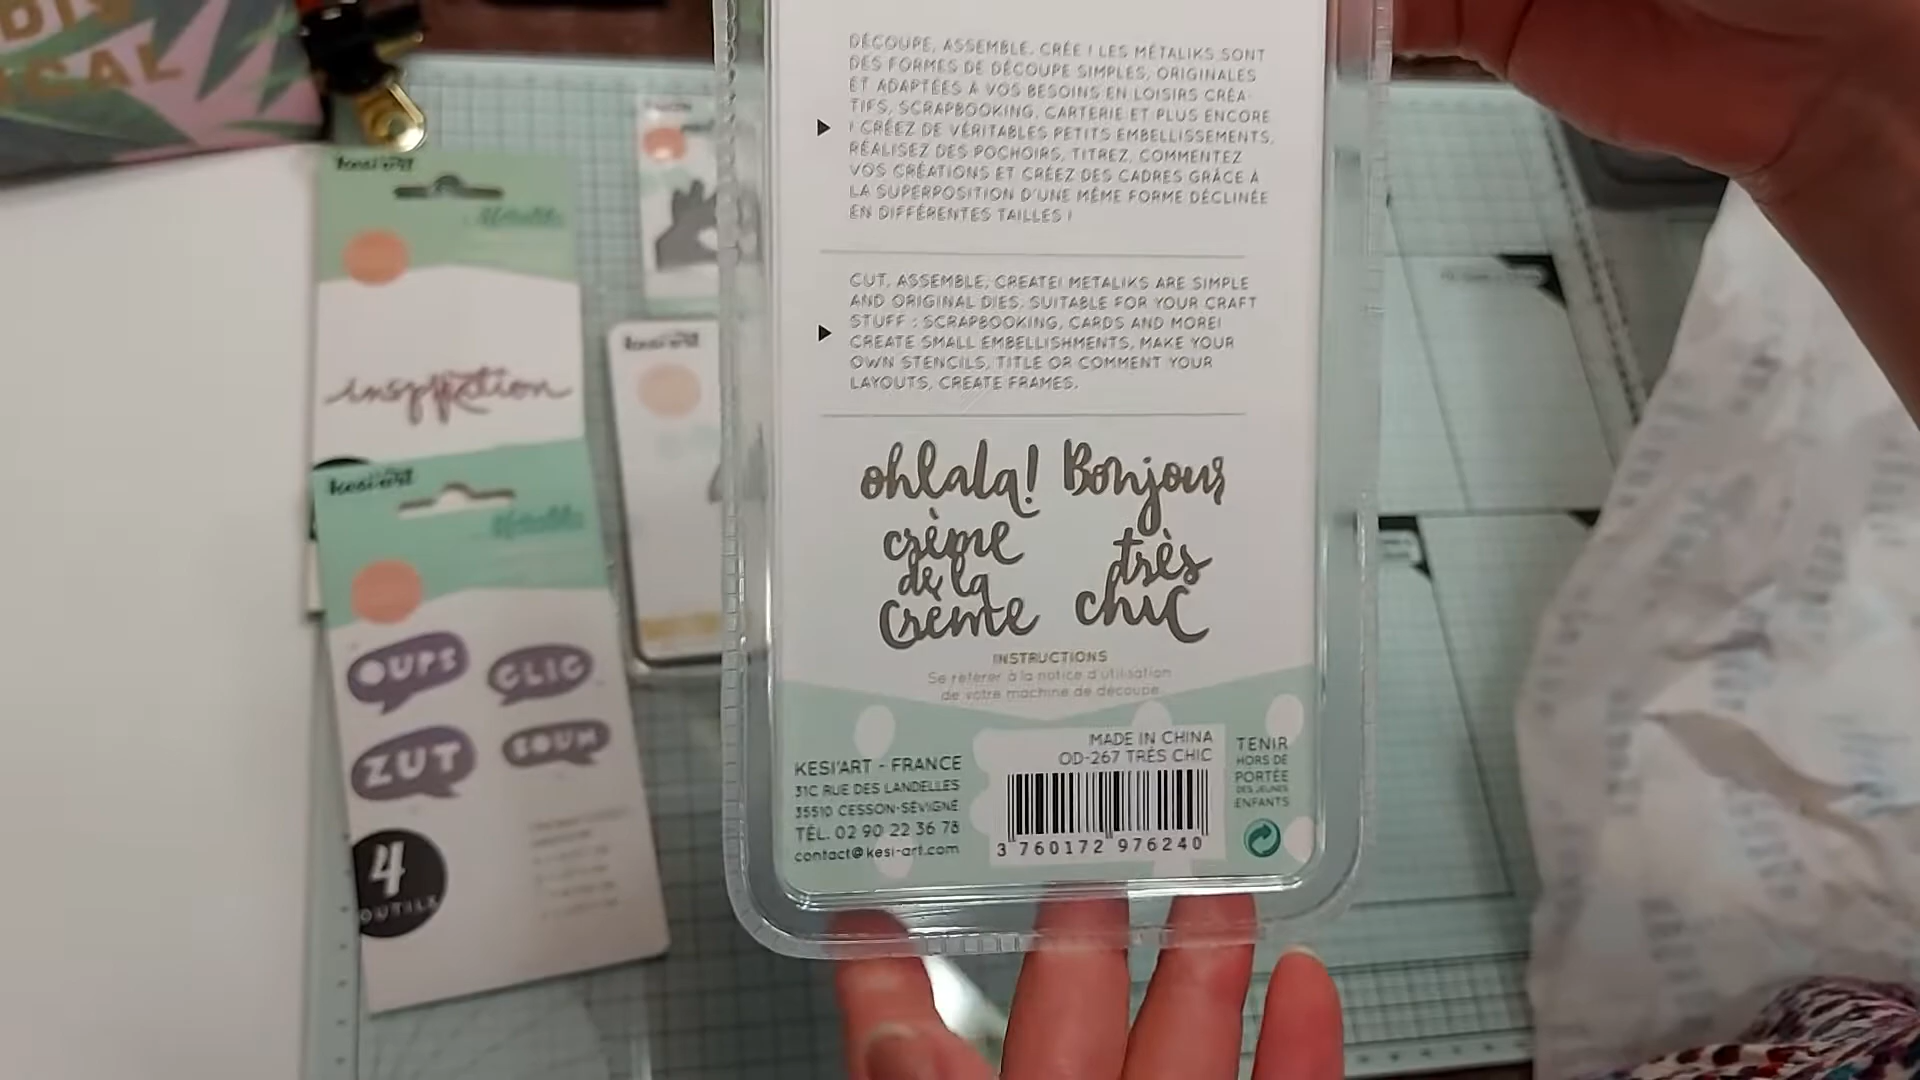 DÉCOUPE, ASSEMBLE, CRÉE ! LES MÉTALIKS SONT
DES FORMES DE DÉCOUPE SIMPLES, ORIGINALES
ET ADAPTÉES À VOS BESOINS EN LOISIRS CRÉA-
TIFS, SCRAPBOOKING, CARTERIE ET PLUS ENCORE
! CRÉEZ DE VÉRITABLES PETITS EMBELLISSEMENTS,
RÉALISEZ DES POCHOIRS, TITREZ, COMMENTEZ
VOS CRÉATIONS ET CRÉEZ DES CADRES GRÂCE À
LA SUPERPOSITION D'UNE MÊME FORME DÉCLINÉE
EN DIFFÉRENTES TAILLES !
CUT, ASSEMBLE, CREATE! METALIKS ARE SIMPLE
AND ORIGINAL DIES, SUITABLE FOR YOUR CRAFT
STUFF : SCRAPBOOKING, CARDS AND MORE!
CREATE SMALL EMBELLISHMENTS, MAKE YOUR
OWN STENCILS, TITLE OR COMMENT YOUR
LAYOUTS, CREATE FRAMES.
ohlala! Bonjour
crème
de la
crème
très
chic
INSTRUCTIONS
Se référer à la notice d'utilisation
de votre machine de découpe.
KESI'ART - FRANCE
31C RUE DES LANDELLES
35510 CESSON-SÉVIGNÉ
TÉL. 02 90 22 36 78
contact@kesi-art.com
MADE IN CHINA
OD-267 TRÈS CHIC
3 760172 976240
TENIR
HORS DE
PORTÉE
DES JEUNES
ENFANTS
kesi-art
inspiration
kesi-art
kesi-art
OUPS
CLIC
ZUT
BOUM
4
OUTILS